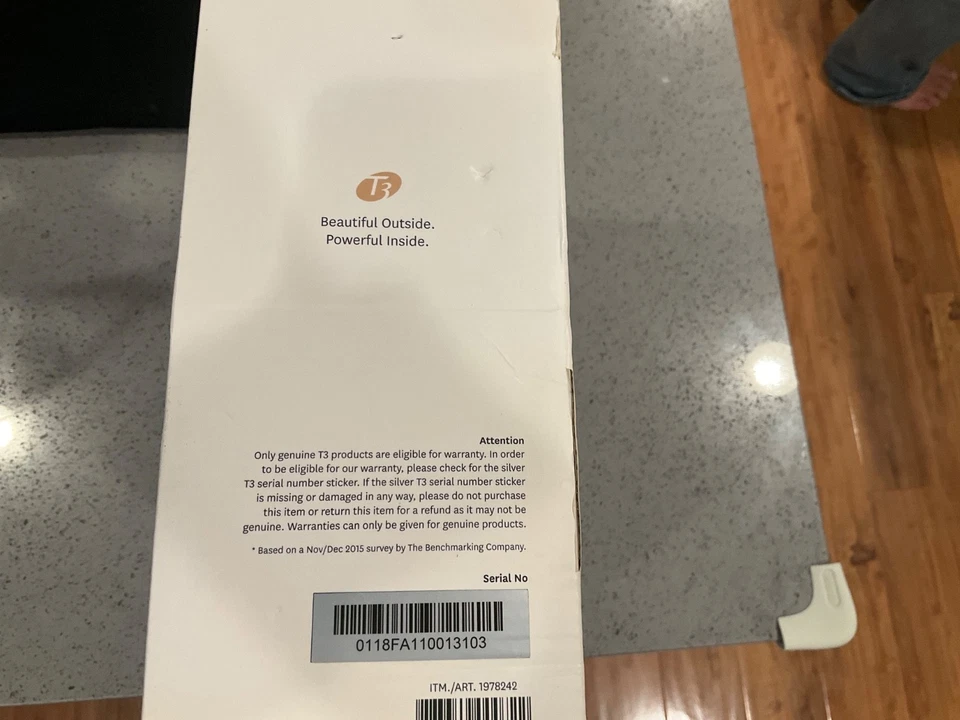 T3
Beautiful Outside.
Powerful Inside.
Attention
Only genuine T3 products are eligible for warranty. In order
to be eligible for our warranty, please check for the silver
T3 serial number sticker. If the silver T3 serial number sticker
is missing or damaged in any way, please do not purchase
this item or return this item for a refund as it may not be
genuine. Warranties can only be given for genuine products.
* Based on a Nov/Dec 2015 survey by The Benchmarking Company.
Serial No
0118FA110013103
ITM./ART. 1978242